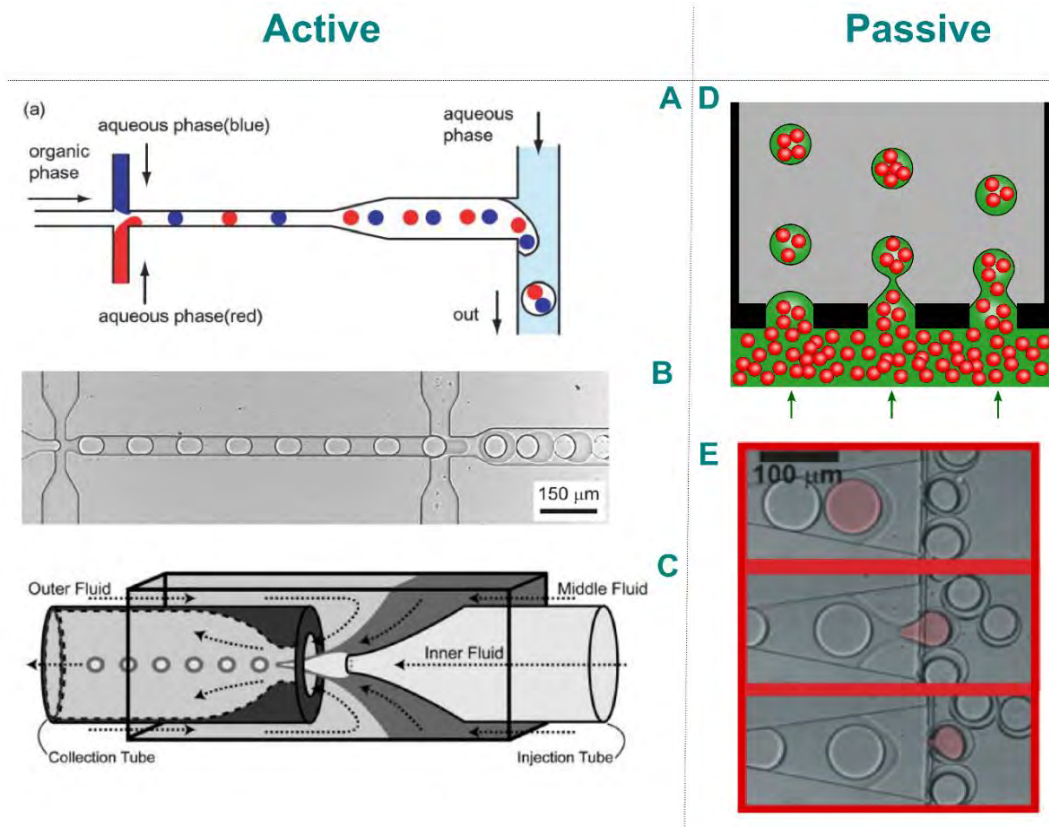 Active
Passive
A
D
(a)
aqueous phase(blue)
aqueous
phase
organic
phase
aqueous phase(red)
out
B
150 µm
E
100 µm
C
Outer Fluid
Middle Fluid
Inner Fluid
Collection Tube
Injection Tube